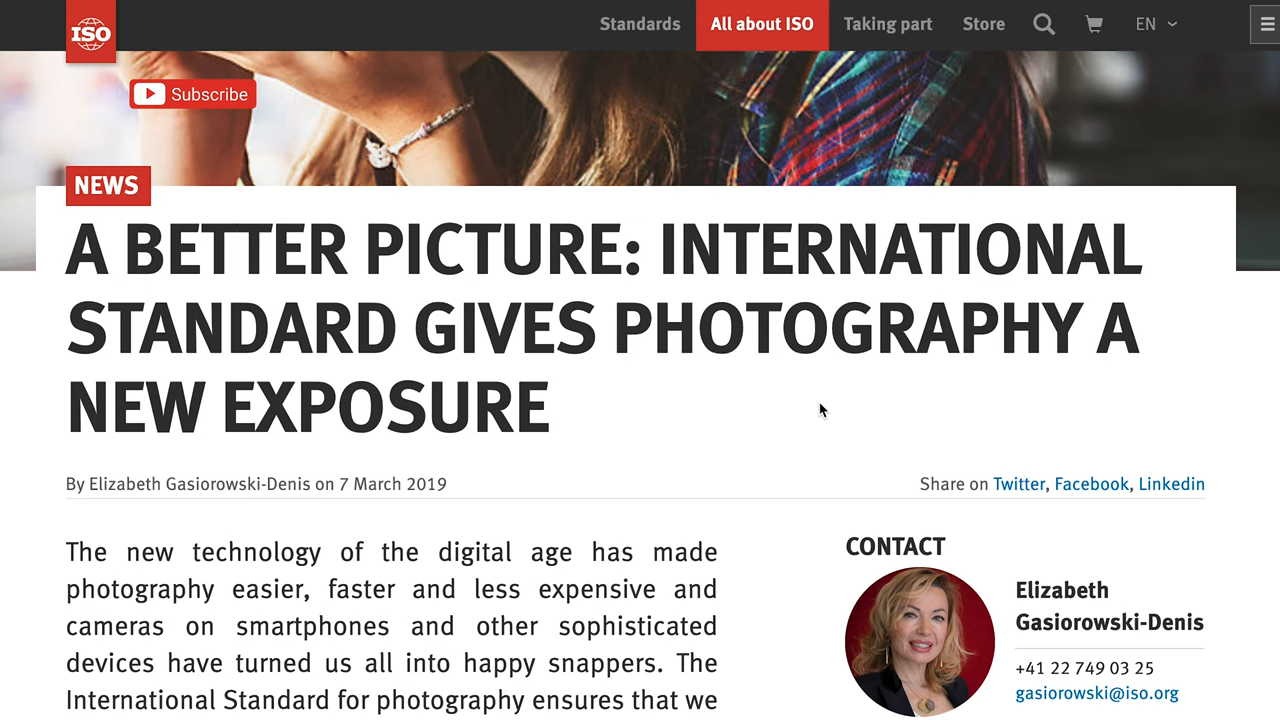 ISO
Standards
All about ISO
Taking part
Store
EN
Subscribe
NEWS
A BETTER PICTURE: INTERNATIONAL
STANDARD GIVES PHOTOGRAPHY A
NEW EXPOSURE
By Elizabeth Gasiorowski-Denis on 7 March 2019
Share on Twitter, Facebook, Linkedin
The new technology of the digital age has made
photography easier, faster and less expensive and
cameras on smartphones and other sophisticated
devices have turned us all into happy snappers. The
International Standard for photography ensures that we
CONTACT
Elizabeth
Gasiorowski-Denis
+41 22 749 03 25
gasiorowski@iso.org